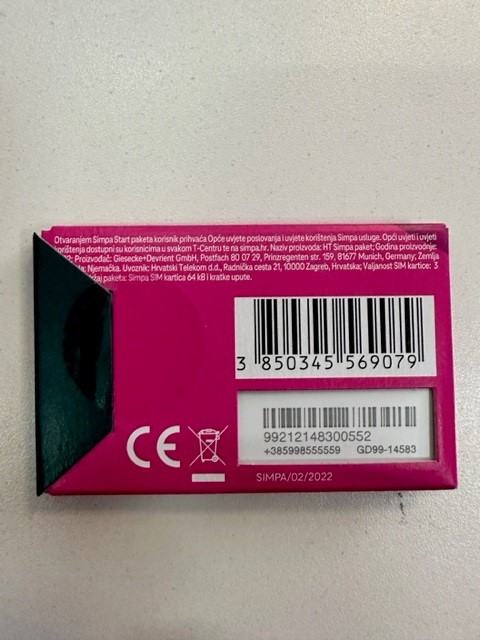 Otvaranjem Simpa Start paketa korisnik prihvaća Opće uvjete poslovanja i uvjete korištenja Simpa usluge. Opći uvjeti i uvjeti
korištenja dostupni su korisnicima u svakom T-Centru te na simpa.hr. Naziv proizvoda: HT Simpa paket; Godina proizvodnje:
Proizvođač: Giesecke+Devrient GmbH, Postfach 80 07 29, Prinzregenten str. 159, 81677 Munich, Germany; Zemlja
Njemačka. Uvoznik: Hrvatski Telekom d.d., Radnička cesta 21, 10000 Zagreb, Hrvatska; Valjanost SIM kartice: 3
paketa: Simpa SIM kartica 64 kB i kratke upute.
3 850345 569079
99212148300552
+385998555559 GD99-14583
CE
SIMPA/02/2022